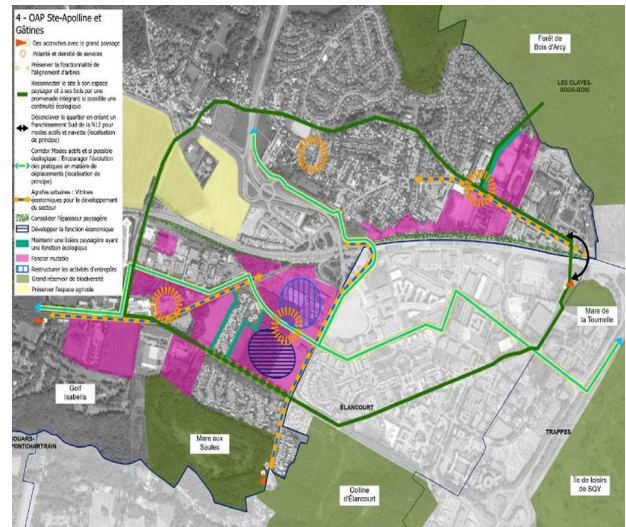 4 - OAP Ste-Apolline et
Gâtines
Des accroches avec le grand paysage
Polarité et densité de services
Préserver la fonctionnalité de
l'alignement d'arbres
Reconnecter le site à son espace
paysager et à ses bois par une
promenade intégrant si possible une
continuité écologique
Désenclaver le quartier en créant un
franchissement Sud de la N12 pour
modes actifs et navette (localisation
de principe)
Corridor Modes actifs et si possible
écologique : Encourager l'évolution
des pratiques en matière de
déplacements (localisation de
principe)
Agrafes urbaines : Vitrines
économiques pour le développement
du secteur
Consolider l'épaisseur paysagère
Développer la fonction économique
Maintenir une lisière paysagère ayant
une fonction écologique
Foncier mutable
Restructurer les activités d'entrepôts
Grand réservoir de biodiversité
Préserver l'espace agricole
Forêt de
Bois d'Arcy
LES CLAYES-
SOUS-BOIS
Mare de
la Tournelle
Golf
Isabella
ÉLANCOURT
TRAPPES
Mare aux
Saules
Colline
d'Élancourt
Île de loisirs
de SQY